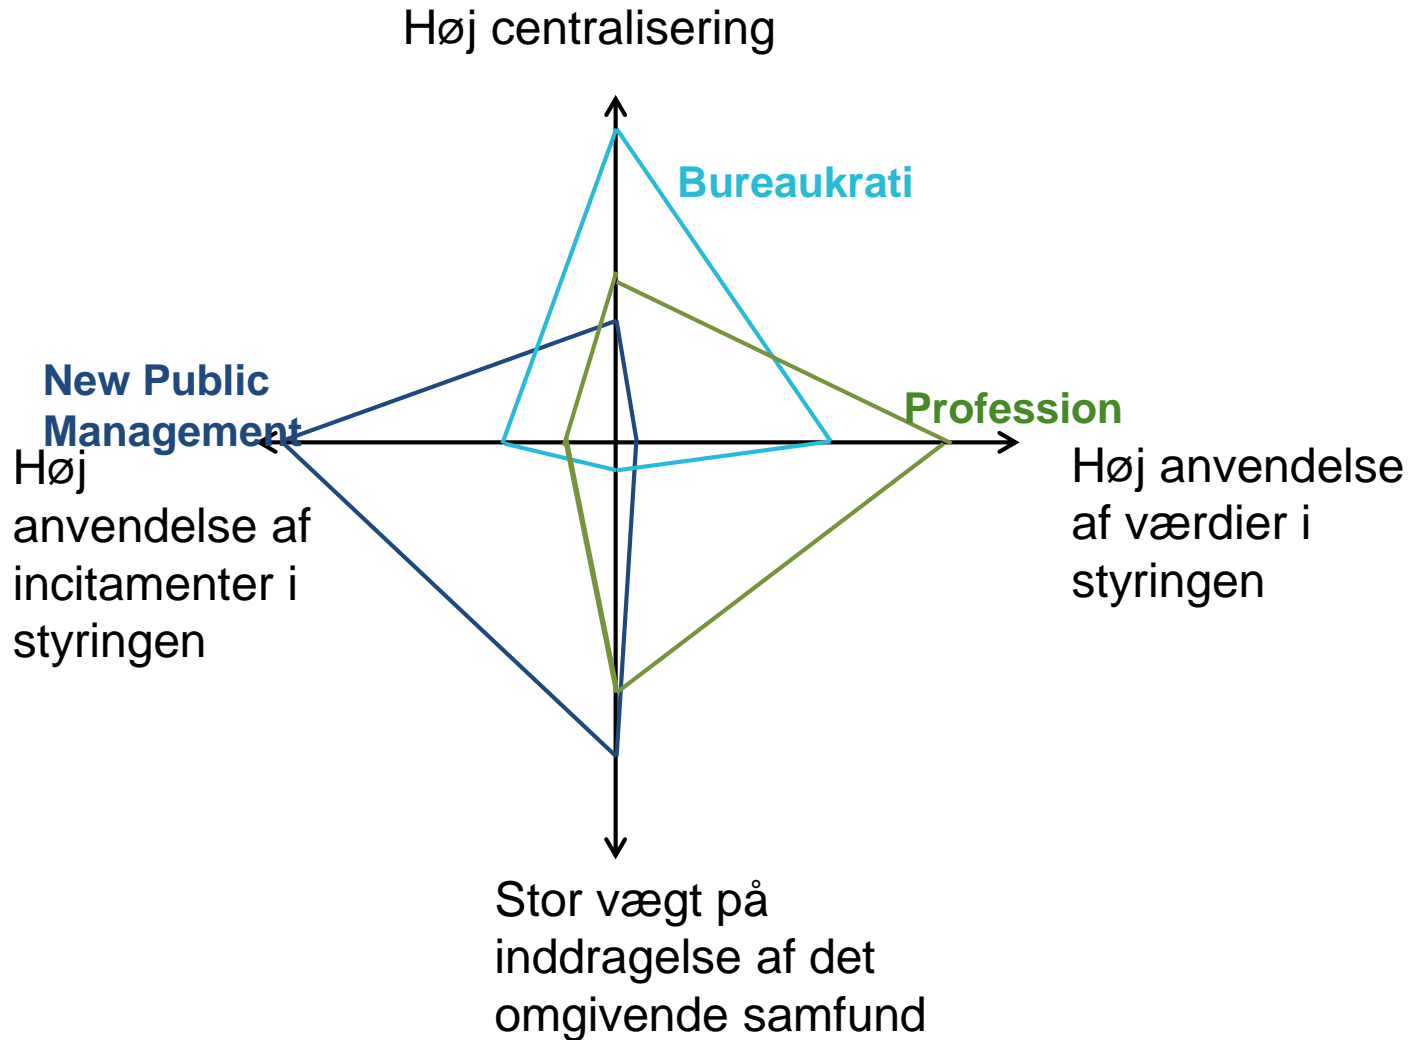 Høj centralisering
Bureaukrati
New Public
Management
Profession
Høj
anvendelse af
incitamenter i
styringen
Høj anvendelse
af værdier i
styringen
Stor vægt på
inddragelse af det
omgivende samfund